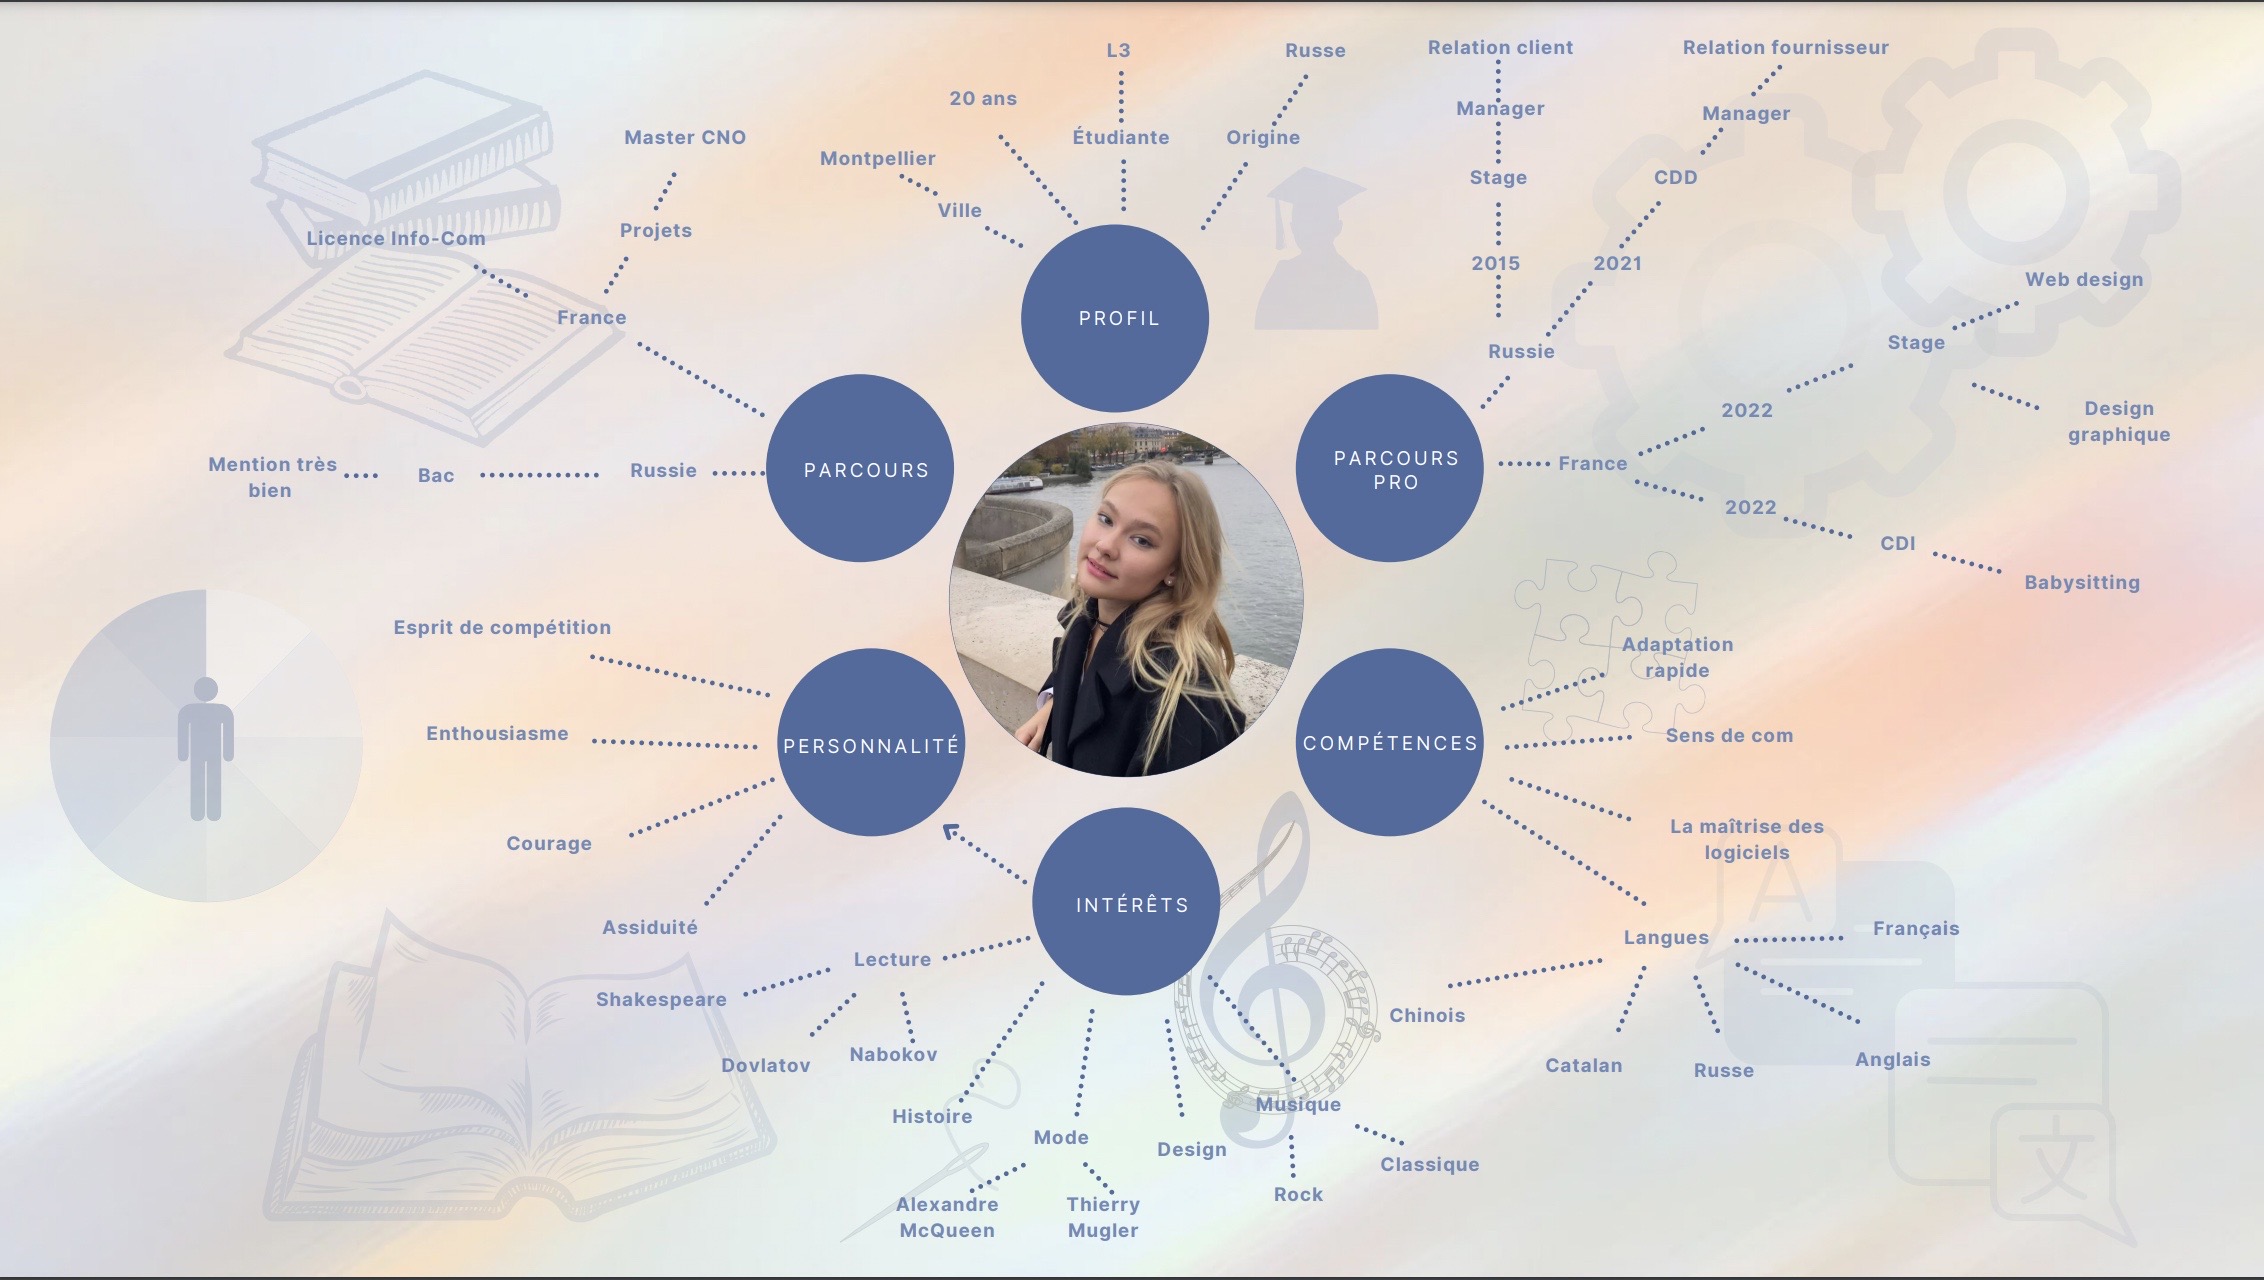 L3
Russe
Relation client
Relation fournisseur
20 ans
Manager
Manager
Master CNO
Étudiante
Origine
Montpellier
Stage
CDD
Ville
Projets
Licence Info-Com
2015
2021
Web design
France
PROFIL
Stage
Russie
2022
Design
graphique
Mention très
bien
Bac
Russie
PARCOURS
PARCOURS
PRO
France
2022
CDI
Babysitting
Esprit de compétition
Adaptation
rapide
Enthousiasme
PERSONNALITÉ
COMPÉTENCES
Sens de com
Courage
La maîtrise des
logiciels
INTÉRÊTS
A
Assiduité
Langues
Français
Lecture
Shakespeare
Chinois
Dovlatov
Nabokov
Catalan
Russe
Anglais
Histoire
Musique
Mode
Design
文
Classique
Rock
Alexandre
McQueen
Thierry
Mugler